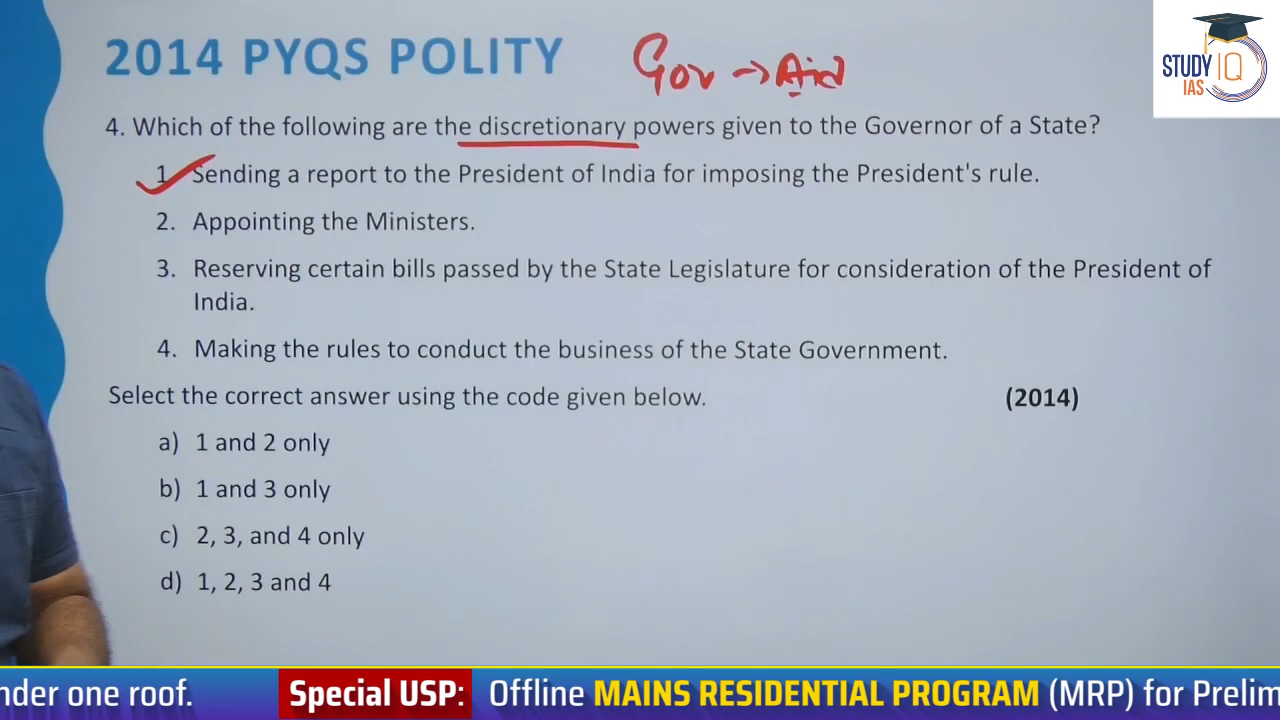 2014 PYQS POLITY
Gov → Aid
STUDY IQ
IAS
4. Which of the following are the discretionary powers given to the Governor of a State?
1. Sending a report to the President of India for imposing the President's rule.
2. Appointing the Ministers.
3. Reserving certain bills passed by the State Legislature for consideration of the President of
India.
4. Making the rules to conduct the business of the State Government.
Select the correct answer using the code given below. (2014)
a) 1 and 2 only
b) 1 and 3 only
c) 2, 3, and 4 only
d) 1, 2, 3 and 4
nder one roof. Special USP: Offline MAINS RESIDENTIAL PROGRAM (MRP) for Prelim